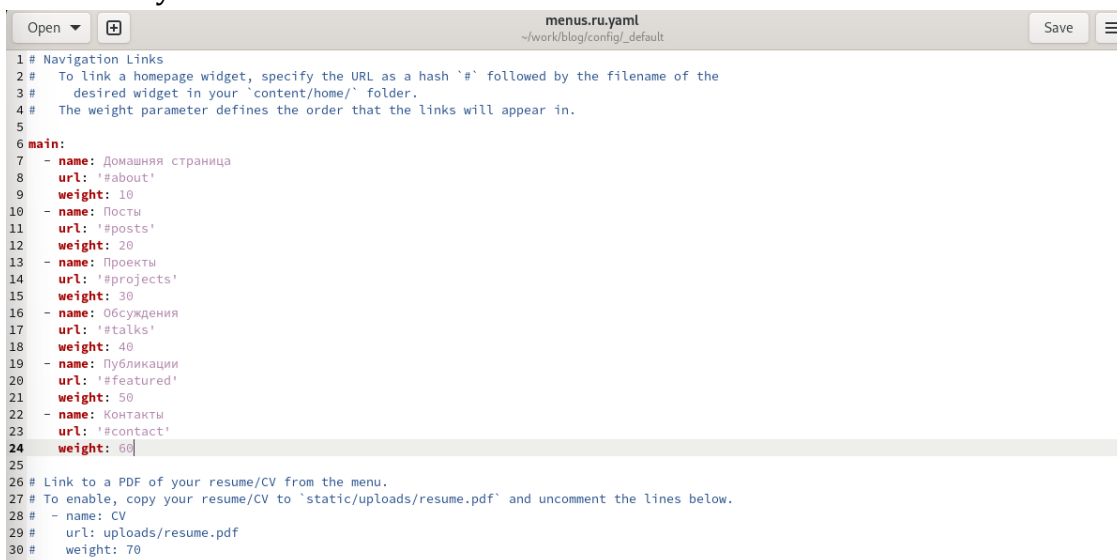 Open
menus.ru.yaml
~/work/blog/config/_default
Save
1 # Navigation Links
2 #   To link a homepage widget, specify the URL as a hash `#` followed by the filename of the
3 #     desired widget in your `content/home/` folder.
4 #   The weight parameter defines the order that the links will appear in.
5
6 main:
7   - name: Домашняя страница
8     url: '#about'
9     weight: 10
10   - name: Посты
11     url: '#posts'
12     weight: 20
13   - name: Проекты
14     url: '#projects'
15     weight: 30
16   - name: Обсуждения
17     url: '#talks'
18     weight: 40
19   - name: Публикации
20     url: '#featured'
21     weight: 50
22   - name: Контакты
23     url: '#contact'
24     weight: 60
25
26 # Link to a PDF of your resume/CV from the menu.
27 # To enable, copy your resume/CV to `static/uploads/resume.pdf` and uncomment the lines below.
28 #  - name: CV
29 #    url: uploads/resume.pdf
30 #    weight: 70